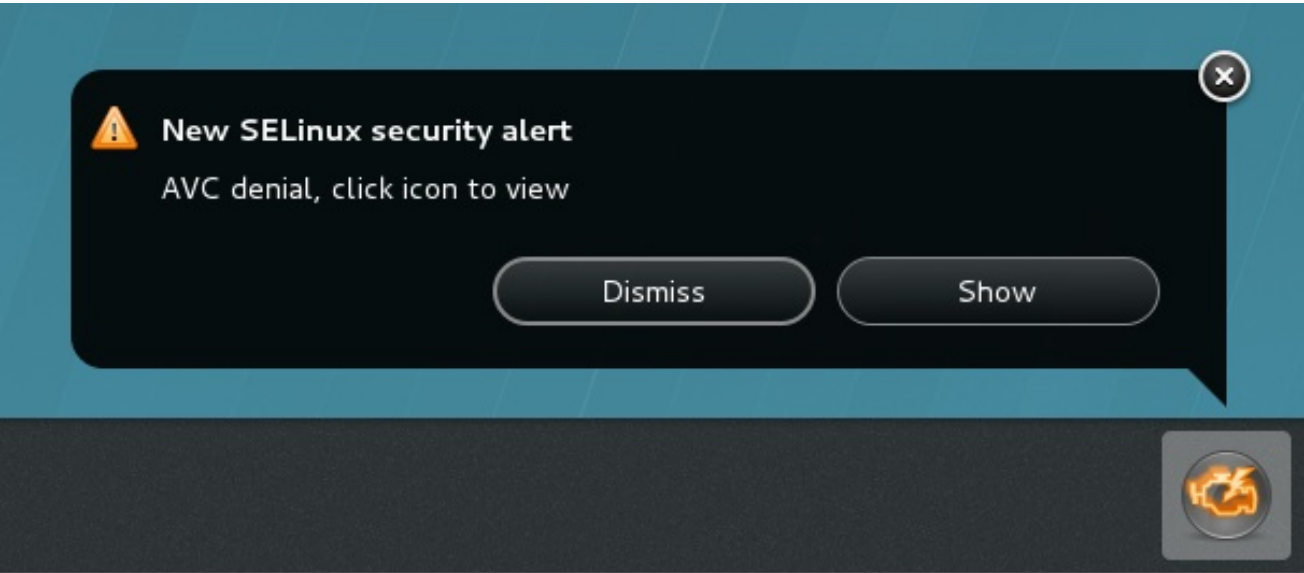 New SELinux security alert
AVC denial, click icon to view
Dismiss
Show